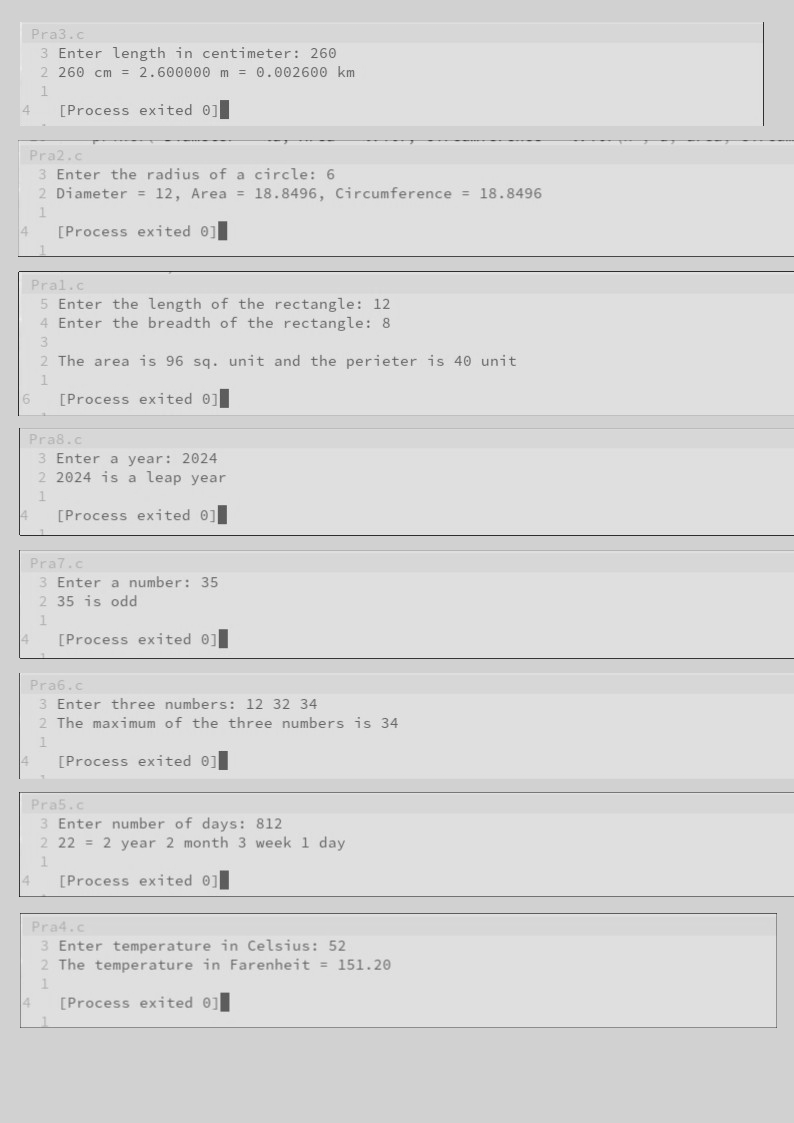 Pra3.c
3 Enter length in centimeter: 260
2 260 cm = 2.600000 m = 0.002600 km
1
4 [Process exited 0]
Pra2.c
3 Enter the radius of a circle: 6
2 Diameter = 12, Area = 18.8496, Circumference = 18.8496
1
4 [Process exited 0]
1
Pra1.c
5 Enter the length of the rectangle: 12
4 Enter the breadth of the rectangle: 8
3
2 The area is 96 sq. unit and the perieter is 40 unit
1
6 [Process exited 0]
Pra8.c
3 Enter a year: 2024
2 2024 is a leap year
1
4 [Process exited 0]
Pra7.c
3 Enter a number: 35
2 35 is odd
1
4 [Process exited 0]
Pra6.c
3 Enter three numbers: 12 32 34
2 The maximum of the three numbers is 34
1
4 [Process exited 0]
Pra5.c
3 Enter number of days: 812
2 22 = 2 year 2 month 3 week 1 day
1
4 [Process exited 0]
Pra4.c
3 Enter temperature in Celsius: 52
2 The temperature in Farenheit = 151.20
1
4 [Process exited 0]
1